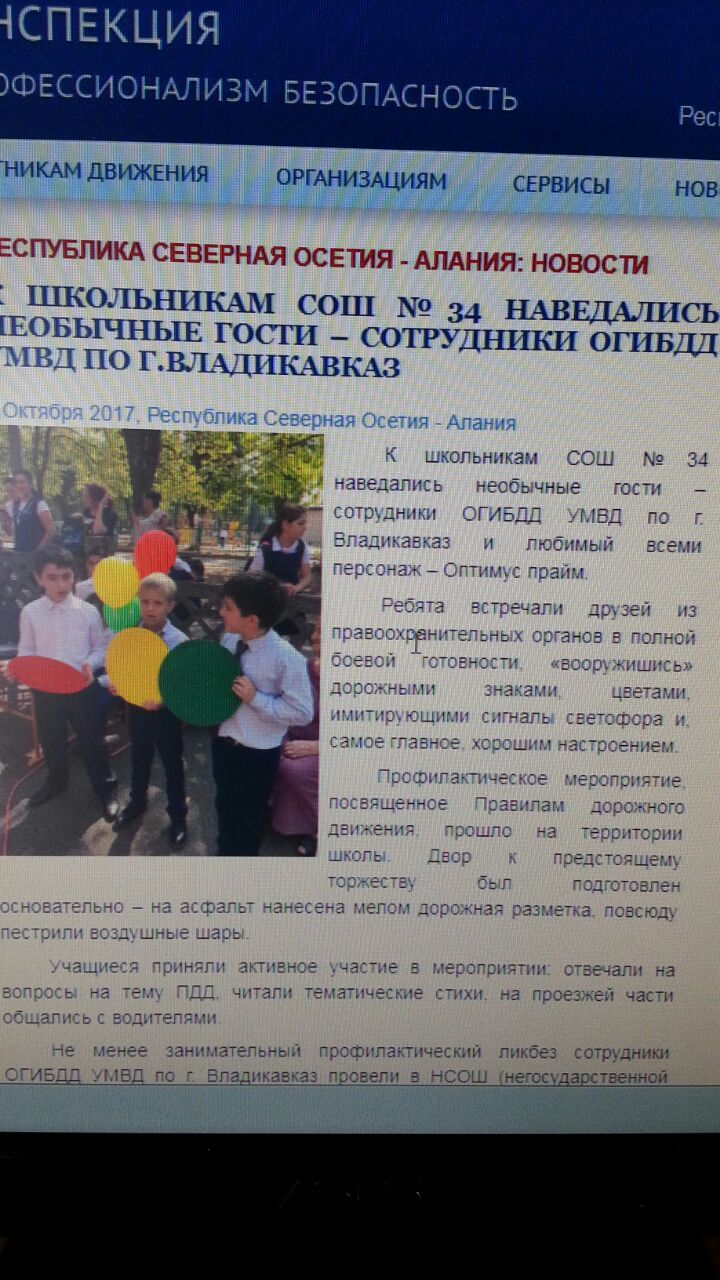 НСПЕКЦИЯ
ОФЕССИОНАЛИЗМ БЕЗОПАСНОСТЬ
Рес
ТНИКАМ ДВИЖЕНИЯ ОРГАНИЗАЦИЯМ СЕРВИСЫ НОВ
ЕСПУБЛИКА СЕВЕРНАЯ ОСЕТИЯ - АЛАНИЯ: НОВОСТИ
К ШКОЛЬНИКАМ СОШ № 34 НАВЕДАЛИСЬ
НЕОБЫЧНЫЕ ГОСТИ – СОТРУДНИКИ ОГИБДД
УМВД ПО Г.ВЛАДИКАВКАЗ
Октября 2017, Республика Северная Осетия - Алания
К школьникам СОШ № 34
наведались необычные гости –
сотрудники ОГИБДД УМВД по г.
Владикавказ и любимый всеми
персонаж – Оптимус прайм.
Ребята встречали друзей из
правоохранительных органов в полной
боевой готовности, «вооружишись»
дорожными знаками, цветами,
имитирующими сигналы светофора и,
самое главное, хорошим настроением.
Профилактическое мероприятие,
посвященное Правилам дорожного
движения, прошло на территории
школы. Двор к предстоящему
торжеству был подготовлен
основательно – на асфальт нанесена мелом дорожная разметка, повсюду
пестрили воздушные шары.
Учащиеся приняли активное участие в мероприятии: отвечали на
вопросы на тему ПДД, читали тематические стихи, на проезжей части
общались с водителями.
Не менее занимательный профилактический ликбез сотрудники
ОГИБДД УМВД по г. Владикавказ провели в НСОШ (негосударственной